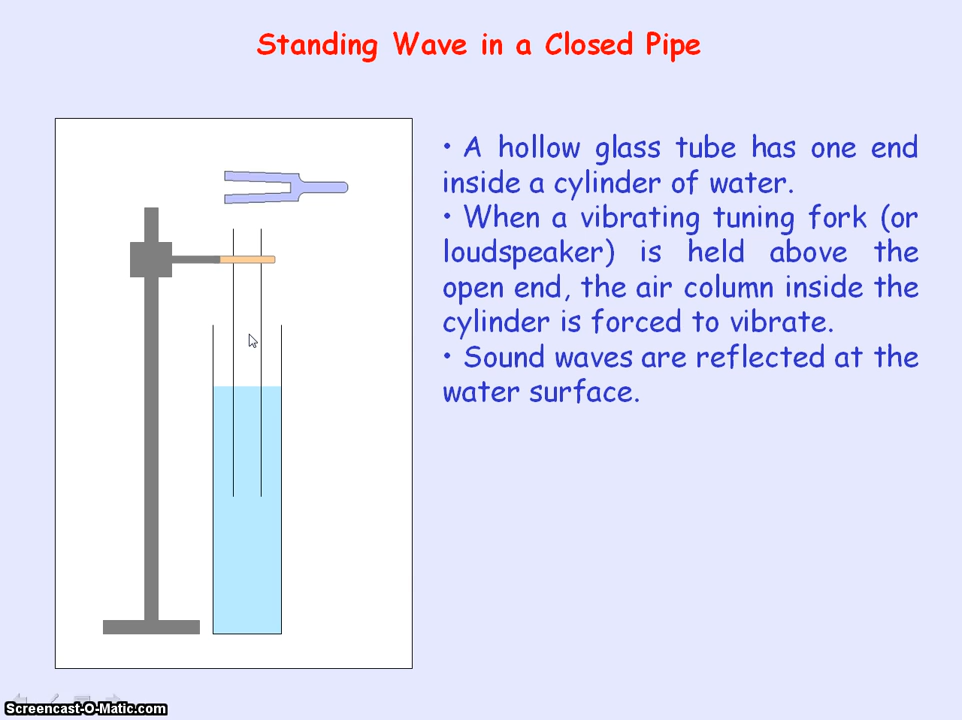 Standing Wave in a Closed Pipe
• A hollow glass tube has one end
inside a cylinder of water.
• When a vibrating tuning fork (or
loudspeaker) is held above the
open end, the air column inside the
cylinder is forced to vibrate.
• Sound waves are reflected at the
water surface.
Screencast-O-Matic.com